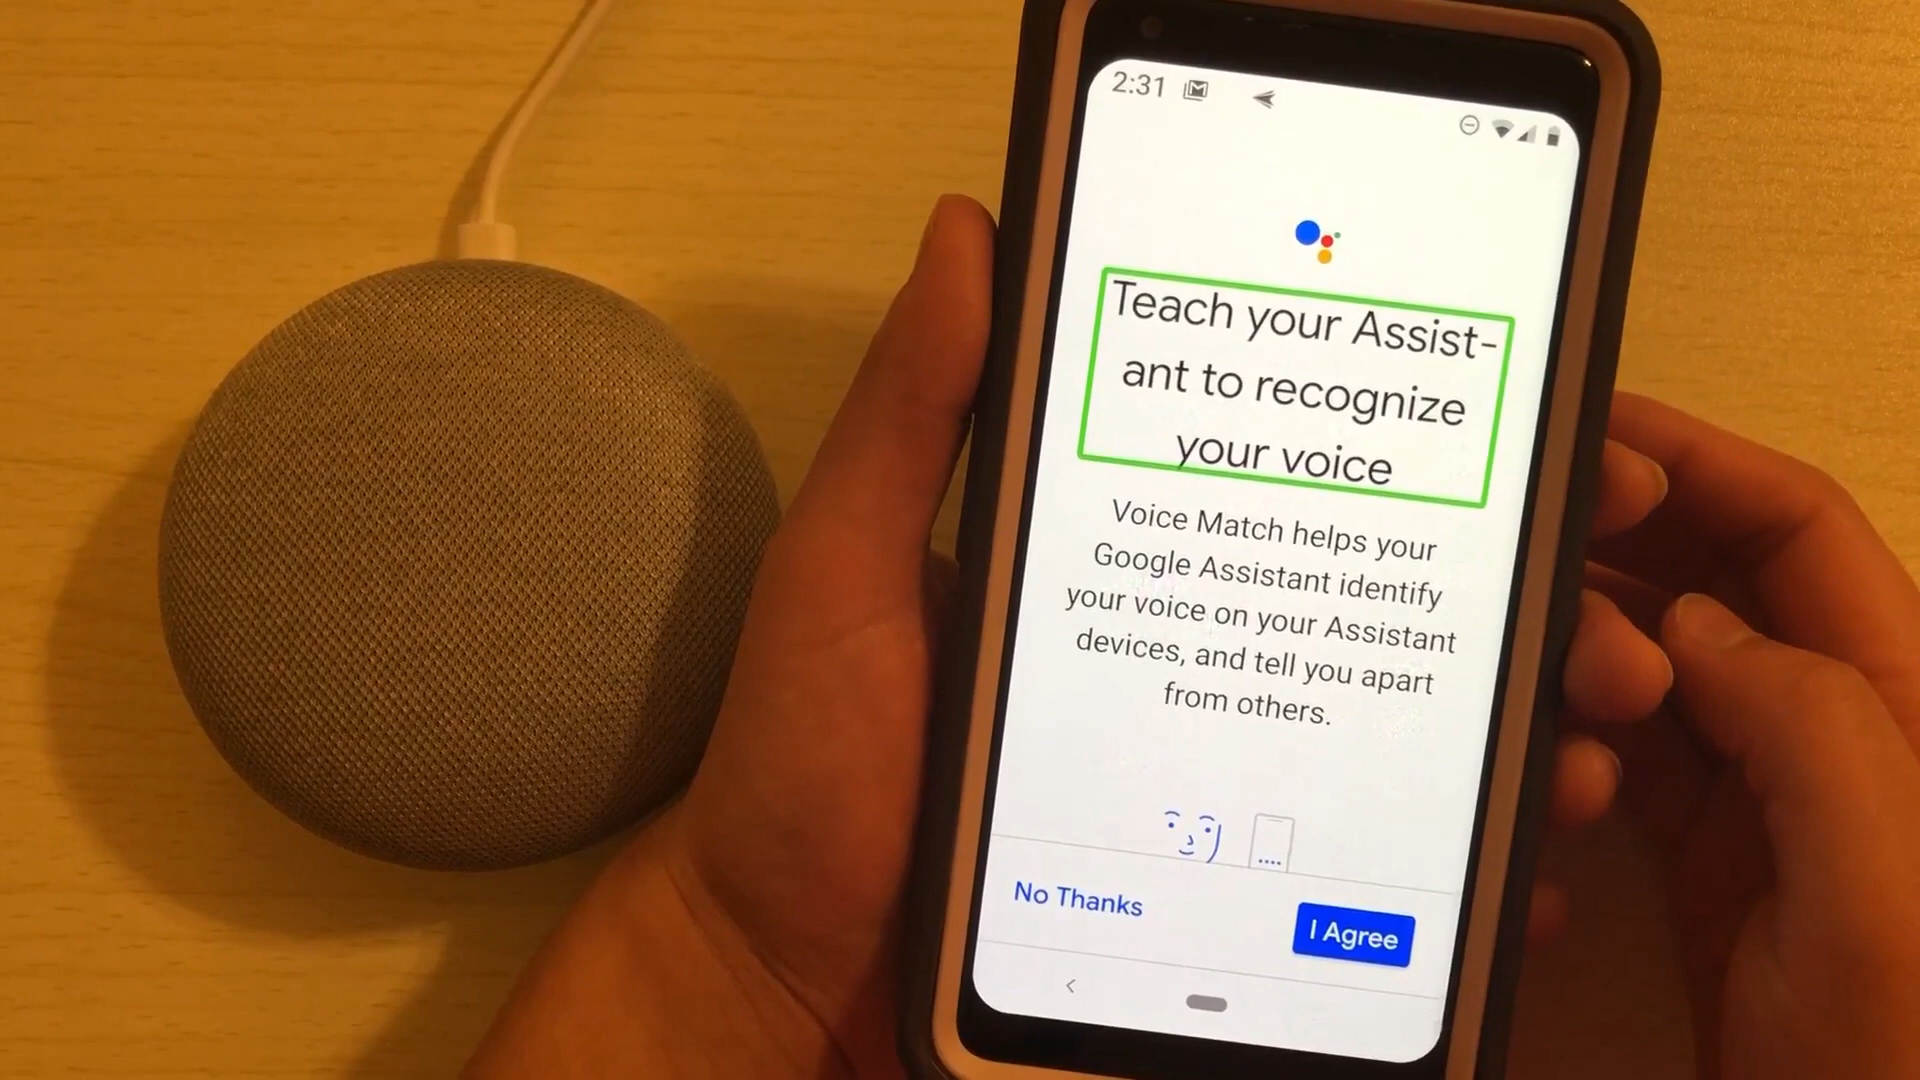 2:31
Teach your Assist-
ant to recognize
your voice
Voice Match helps your
Google Assistant identify
your voice on your Assistant
devices, and tell you apart
from others.
No Thanks
I Agree